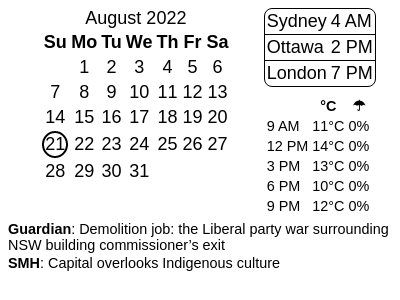 August 2022
Su Mo Tu We Th Fr Sa
1 2 3 4 5 6
7 8 9 10 11 12 13
14 15 16 17 18 19 20
21 22 23 24 25 26 27
28 29 30 31
Sydney 4 AM
Ottawa 2 PM
London 7 PM
°C ☂
9 AM 11°C 0%
12 PM 14°C 0%
3 PM 13°C 0%
6 PM 10°C 0%
9 PM 12°C 0%
Guardian: Demolition job: the Liberal party war surrounding
NSW building commissioner’s exit
SMH: Capital overlooks Indigenous culture